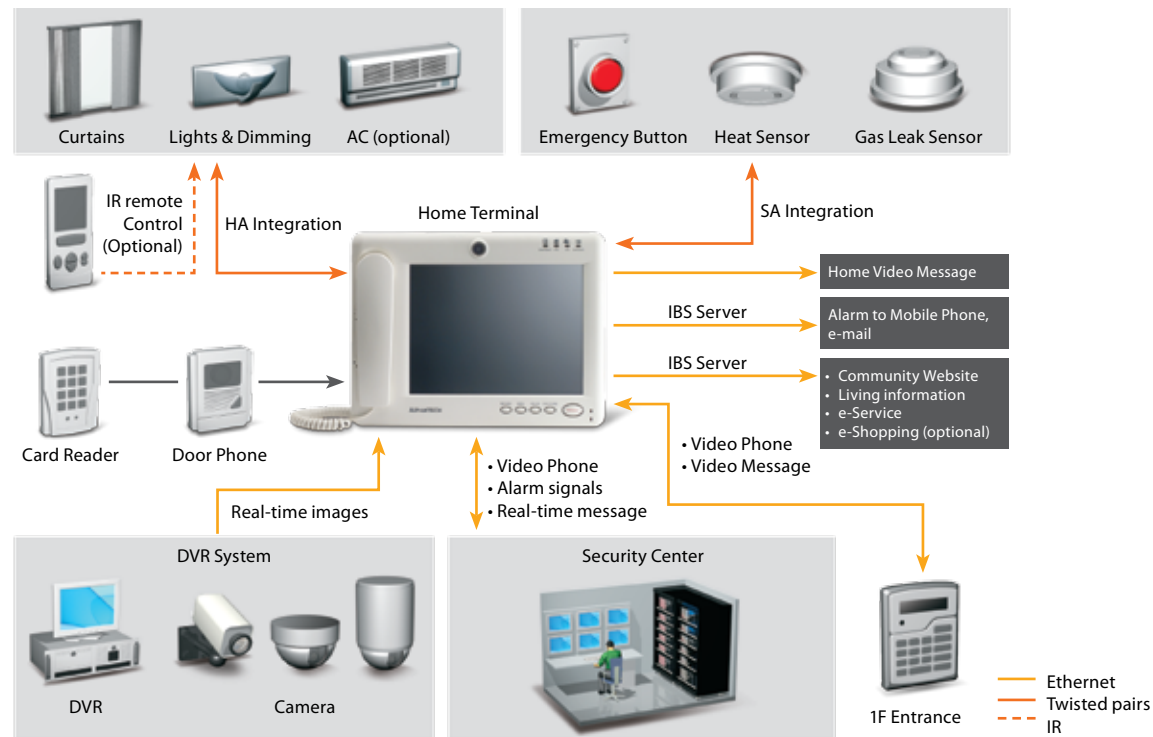 Curtains
Lights & Dimming
AC (optional)
Emergency Button
Heat Sensor
Gas Leak Sensor
IR remote
Control
(Optional)
HA Integration
Home Terminal
SA Integration
Home Video Message
IBS Server
Alarm to Mobile Phone,
e-mail
IBS Server
• Community Website
• Living information
• e-Service
• e-Shopping (optional)
Card Reader
Door Phone
• Video Phone
• Video Message
• Video Phone
• Alarm signals
• Real-time message
Real-time images
DVR System
Security Center
DVR
Camera
1F Entrance
Ethernet
Twisted pairs
IR